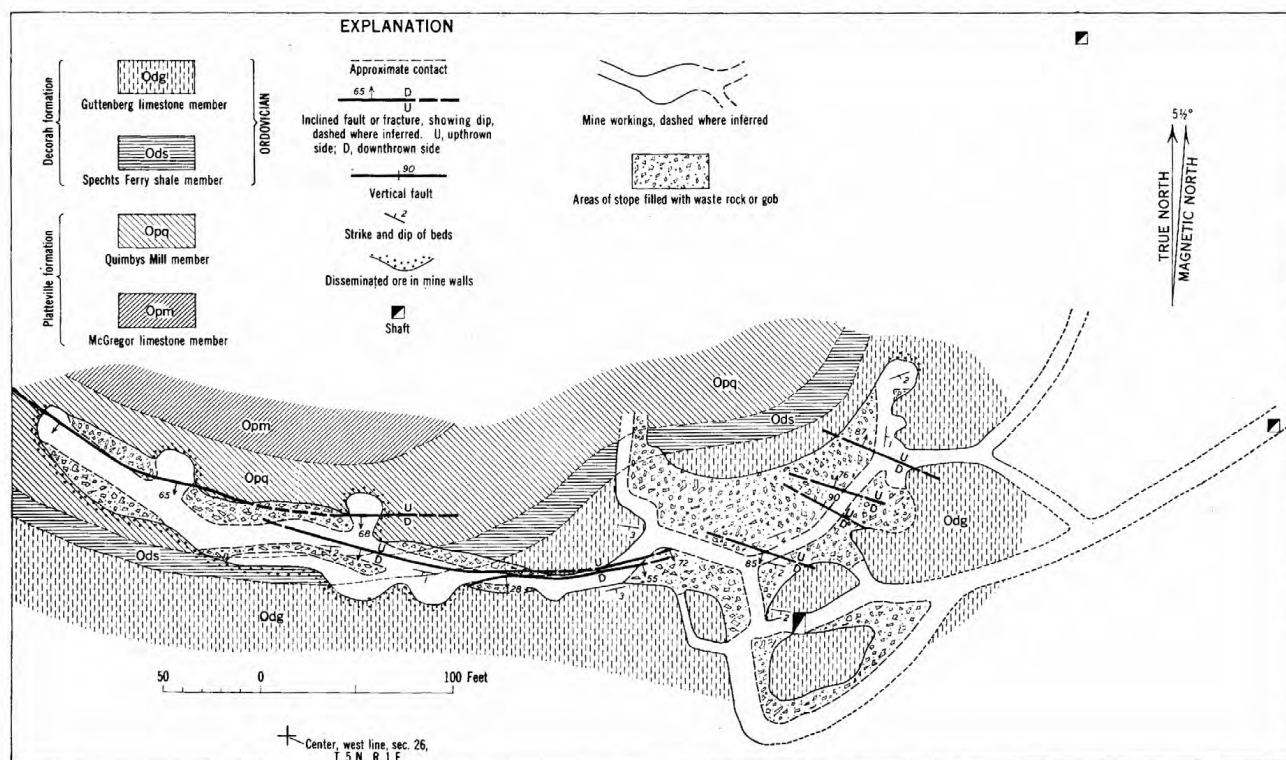 EXPLANATION
Decorah formation
Odg
Guttenberg limestone member
Ods
Spechts Ferry shale member
ORDOVICIAN
Platteville formation
Opq
Quimbys Mill member
Opm
McGregor limestone member
Approximate contact
65 D
U
Inclined fault or fracture, showing dip,
dashed where inferred. U, upthrown
side; D, downthrown side
90
Vertical fault
2
Strike and dip of beds
Disseminated ore in mine walls
Shaft
Mine workings, dashed where inferred
Areas of stope filled with waste rock or gob
5½°
TRUE NORTH
MAGNETIC NORTH
Opq
Opm
Ods
2
87
U
D
Opq
76
65
90
U
D
U
D
Odg
68
U
D
Ods
U
D
85
U
D
72
55
28
3
2
Odg
50 0 100 Feet
Center, west line, sec. 26,
T. 5 N., R. 1 E.